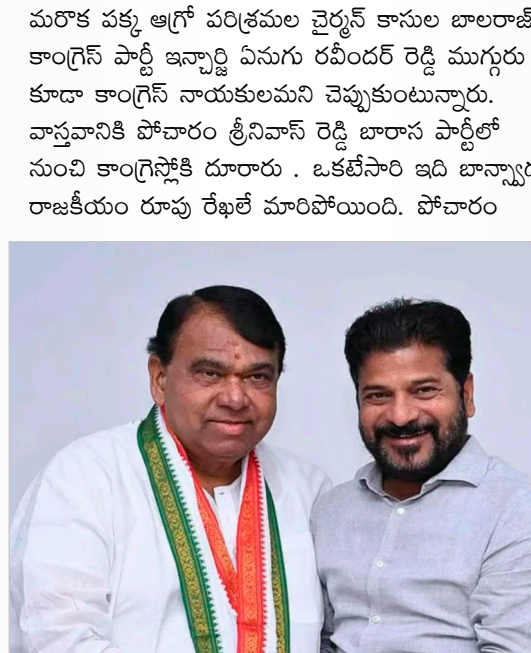 మరొక పక్క ఆగ్రో పరిశ్రమల చైర్మన్ కాసుల బాలరాజ్
కాంగ్రెస్ పార్టీ ఇన్చార్జి ఏనుగు రవీందర్ రెడ్డి ముగ్గురు
కూడా కాంగ్రెస్ నాయకులమని చెప్పుకుంటున్నారు.
వాస్తవానికి పోచారం శ్రీనివాస్ రెడ్డి బారాస పార్టీలో
నుంచి కాంగ్రెస్లోకి దూరారు . ఒకటేసారి ఇది
రాజకీయం రూపు రేఖలే మారిపోయింది. పోచారం